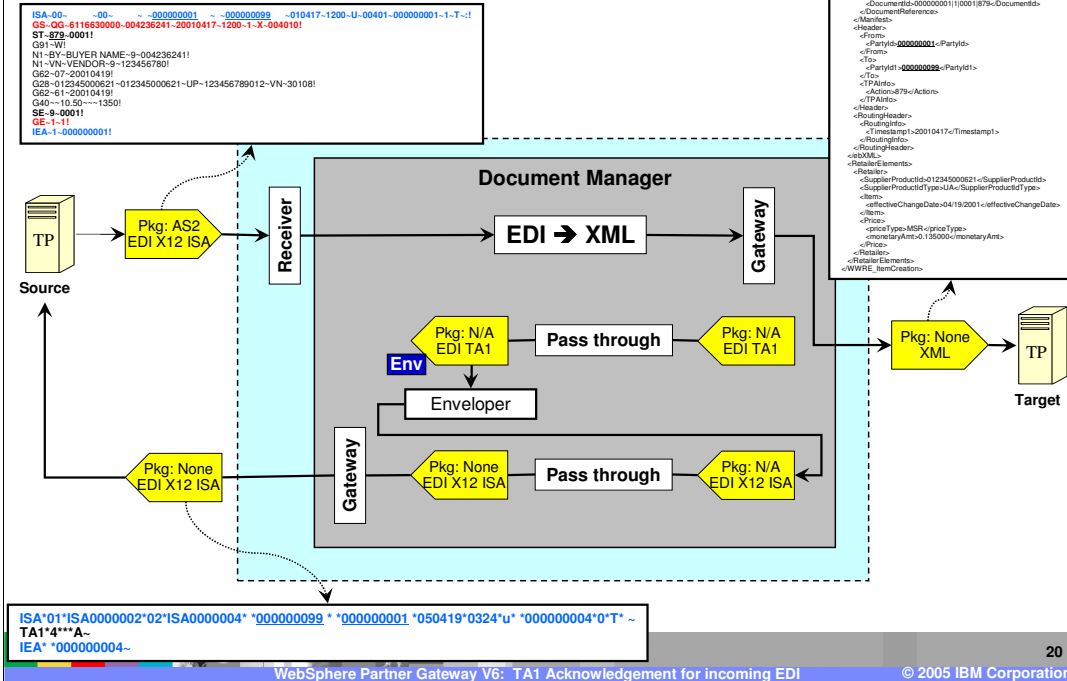 ISA~00~ ~00~ ~ ~000000001 ~ ~000000099 ~010417~1200~U~00401~000000001~1~T~:!
GS~QG~6116630000~004236241~20010417~1200~1~X~004010!
ST~879~0001!
G91~W!
N1~BY~BUYER NAME~9~004236241!
N1~VN~VENDOR~9~123456780!
G62~07~20010419!
G28~012345000621~012345000621~UP~123456789012~VN~30108!
G62~61~20010419!
G40~~10.50~~~1350!
SE~9~0001!
GE~1~1!
IEA~1~000000001!
<DocumentId>000000001|1|0001|879</DocumentId>
</DocumentReference>
</Manifest>
<Header>
<From>
<PartyId>000000001</PartyId>
</From>
<To>
<PartyId1>000000099</PartyId1>
</To>
<TPAInfo>
<Action>879</Action>
</TPAInfo>
</Header>
<RoutingHeader>
<RoutingInfo>
<Timestamp1>20010417</Timestamp1>
</RoutingInfo>
</RoutingHeader>
</ebXML>
<RetailerElements>
<Retailer>
<SupplierProductId>012345000621</SupplierProductId>
<SupplierProductIdType>UA</SupplierProductIdType>
<Item>
<effectiveChangeDate>04/19/2001</effectiveChangeDate>
</Item>
<Price>
<priceType>MSR</priceType>
<monetaryAmt>0.135000</monetaryAmt>
</Price>
</Retailer>
</RetailerElements>
</WWRE_ItemCreation>
Document Manager
TP
Source
Pkg: AS2
EDI X12 ISA
Receiver
EDI ➔ XML
Gateway
Pkg: N/A
EDI TA1
Env
Pass through
Pkg: N/A
EDI TA1
Pkg: None
XML
TP
Target
Enveloper
Pkg: None
EDI X12 ISA
Gateway
Pkg: None
EDI X12 ISA
Pass through
Pkg: N/A
EDI X12 ISA
ISA*01*ISA0000002*02*ISA0000004* *000000099 * *000000001 *050419*0324*u* *000000004*0*T* ~
TA1*4***A~
IEA* *000000004~
20
WebSphere Partner Gateway V6: TA1 Acknowledgement for incoming EDI
© 2005 IBM Corporation